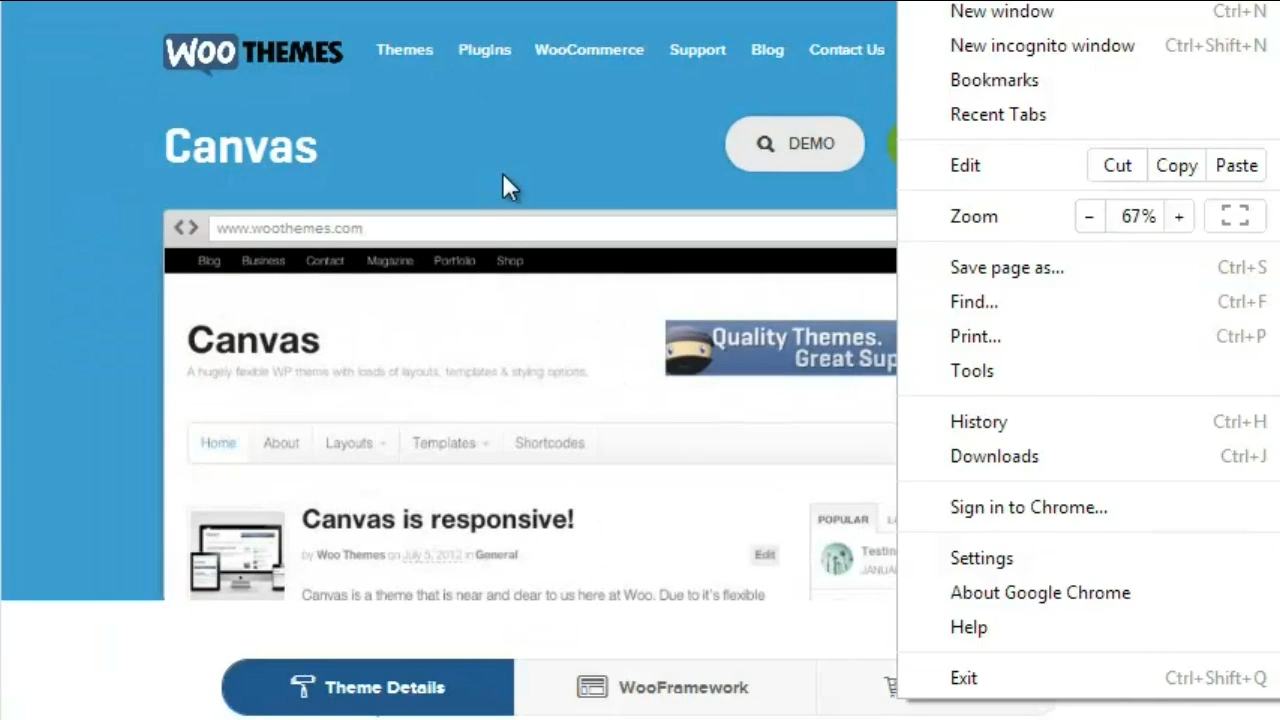 WOO THEMES
Themes Plugins WooCommerce Support Blog Contact Us
Canvas
DEMO
www.woothemes.com
Blog Business Contact Magazine Portfolio Shop
Canvas
A hugely flexible WP theme with loads of layouts, templates & styling options.
Quality Themes.
Great Sup
Home About Layouts Templates Shortcodes
Canvas is responsive!
by Woo Themes on July 5, 2012 in General
Edit
Canvas is a theme that is near and dear to us here at Woo. Due to it's flexible
POPULAR
Testin
JANUA
Theme Details
WooFramework
New window Ctrl+N
New incognito window Ctrl+Shift+N
Bookmarks
Recent Tabs
Edit Cut Copy Paste
Zoom – 67% +
Save page as... Ctrl+S
Find... Ctrl+F
Print... Ctrl+P
Tools
History Ctrl+H
Downloads Ctrl+J
Sign in to Chrome...
Settings
About Google Chrome
Help
Exit Ctrl+Shift+Q